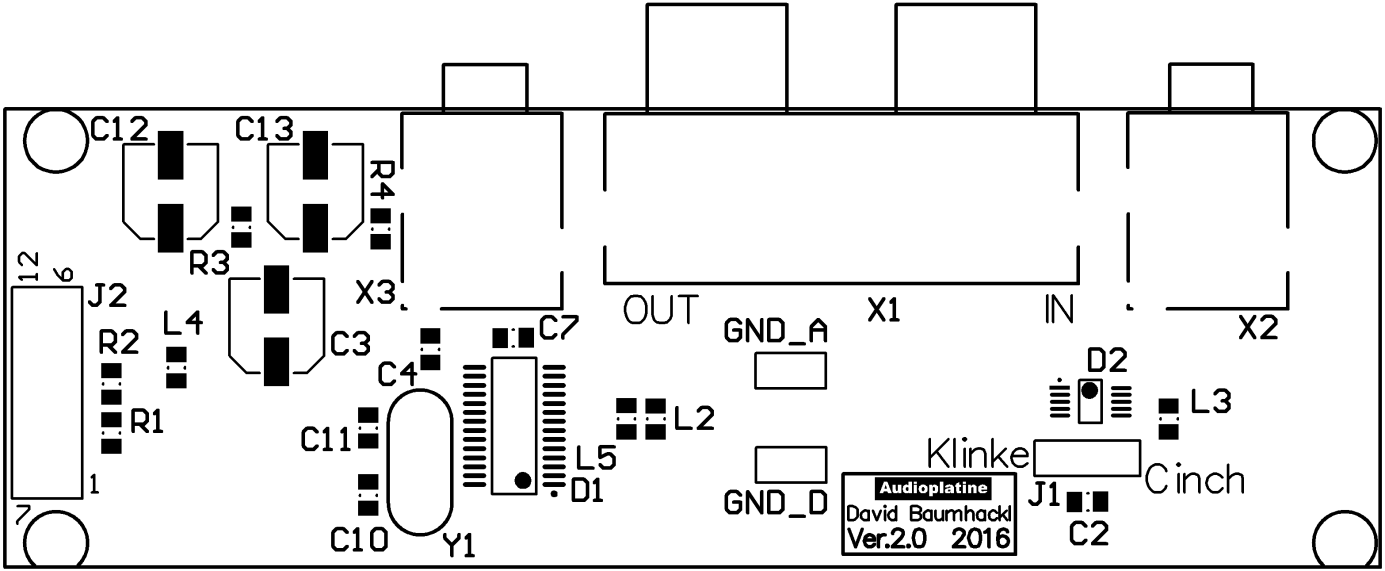 C12
C13
R4
R3
12
6
J2
X3
OUT
X1
IN
X2
L4
R2
C3
C7
GND_A
C4
D2
R1
C11
L2
L3
L5
Klinke
Cinch
1
D1
GND_D
J1
7
C10
Y1
C2
Audioplatine
David Baumhackl
Ver.2.0 2016